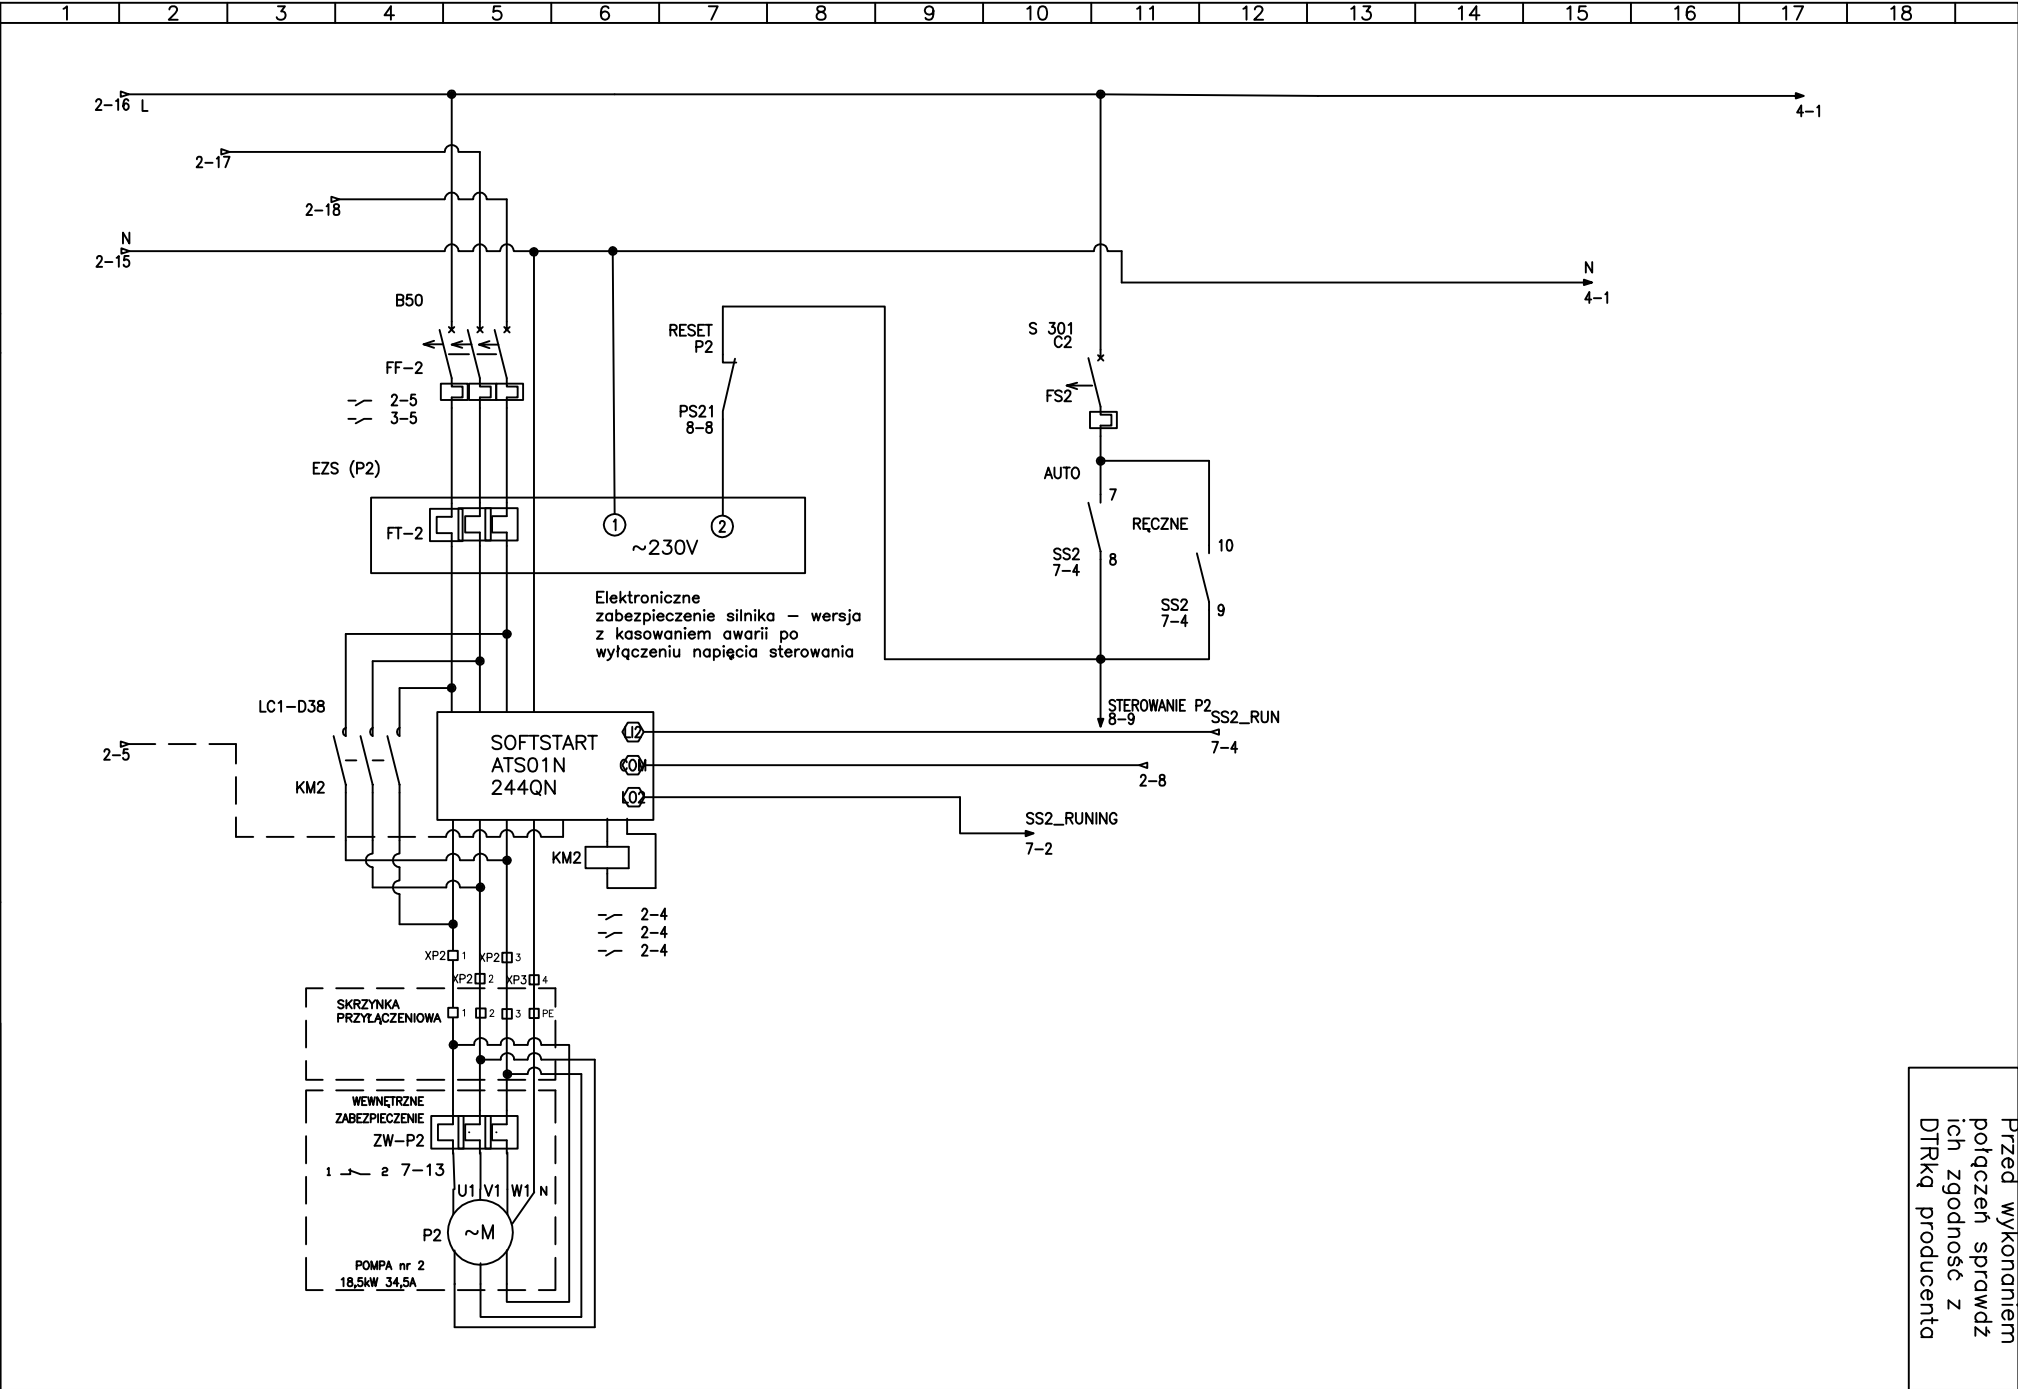 1 2 3 4 5 6 7 8 9 10 11 12 13 14 15 16 17 18
2-16 L
4-1
2-17
2-18
N
2-15
N
4-1
B50
FF-2
2-5
3-5
RESET
P2
PS21
8-8
S 301
C2
FS2
EZS (P2)
FT-2
1
2
~230V
AUTO
7
SS2
7-4
8
RĘCZNE
10
SS2
7-4
9
Elektroniczne
zabezpieczenie silnika – wersja
z kasowaniem awarii po
wyłączeniu napięcia sterowania
LC1-D38
2-5
KM2
SOFTSTART
ATS01N
244QN
LI2
COM
LO2
STEROWANIE P2
8-9
SS2_RUN
7-4
2-8
SS2_RUNING
7-2
KM2
2-4
2-4
2-4
XP2 1
XP2 3
XP2 2
XP3 4
SKRZYNKA
PRZYŁĄCZENIOWA
1 2 3 PE
WEWNĘTRZNE
ZABEZPIECZENIE
ZW-P2
1 2 7-13
U1 V1 W1 N
P2
~M
POMPA nr 2
18,5kW 34,5A
Przed wykonaniem
połączeń sprawdź
ich zgodność z
DTRką producenta